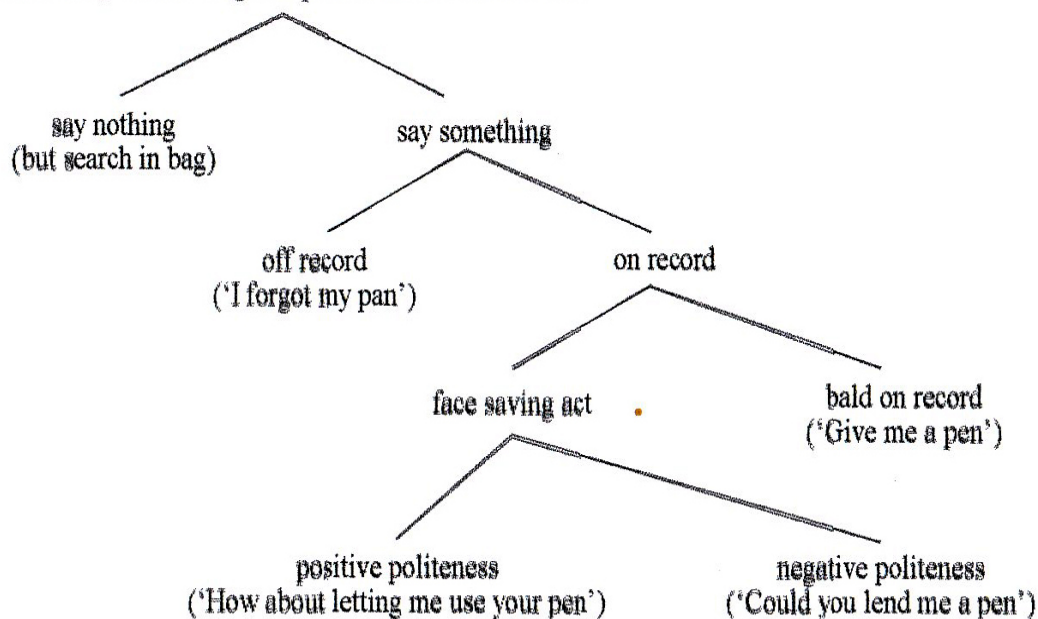 say nothing
(but search in bag)
say something
off record
('I forgot my pan')
on record
face saving act
bald on record
('Give me a pen')
positive politeness
('How about letting me use your pen')
negative politeness
('Could you lend me a pen')